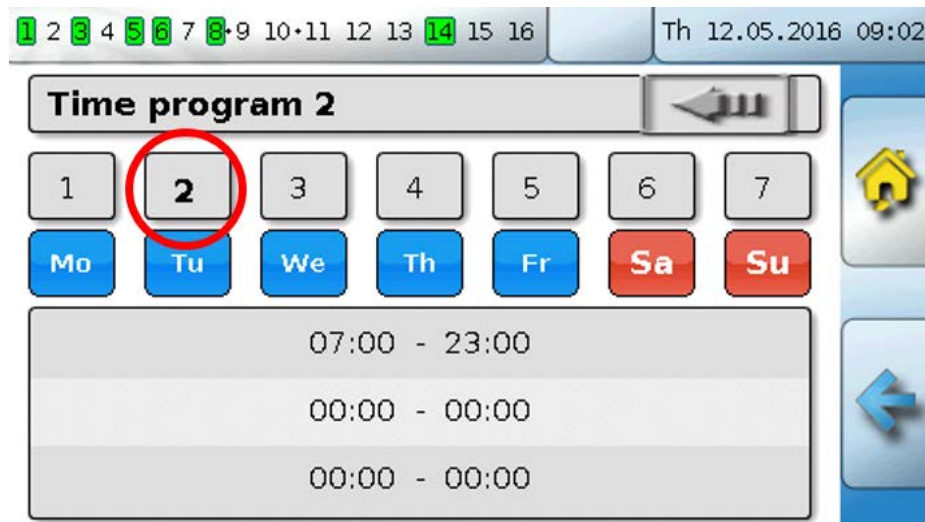 1 2 3 4 5 6 7 8•9 10•11 12 13 14 15 16 Th 12.05.2016 09:02
Time program 2
1 2 3 4 5 6 7
Mo Tu We Th Fr Sa Su
07:00 - 23:00
00:00 - 00:00
00:00 - 00:00